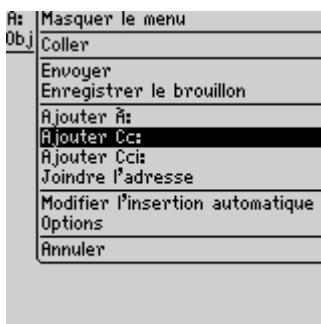 A: Masquer le menu
Obj Coller
Envoyer
Enregistrer le brouillon
Ajouter À:
Ajouter Cc:
Ajouter Cci:
Joindre l'adresse
Modifier l'insertion automatique
Options
Annuler